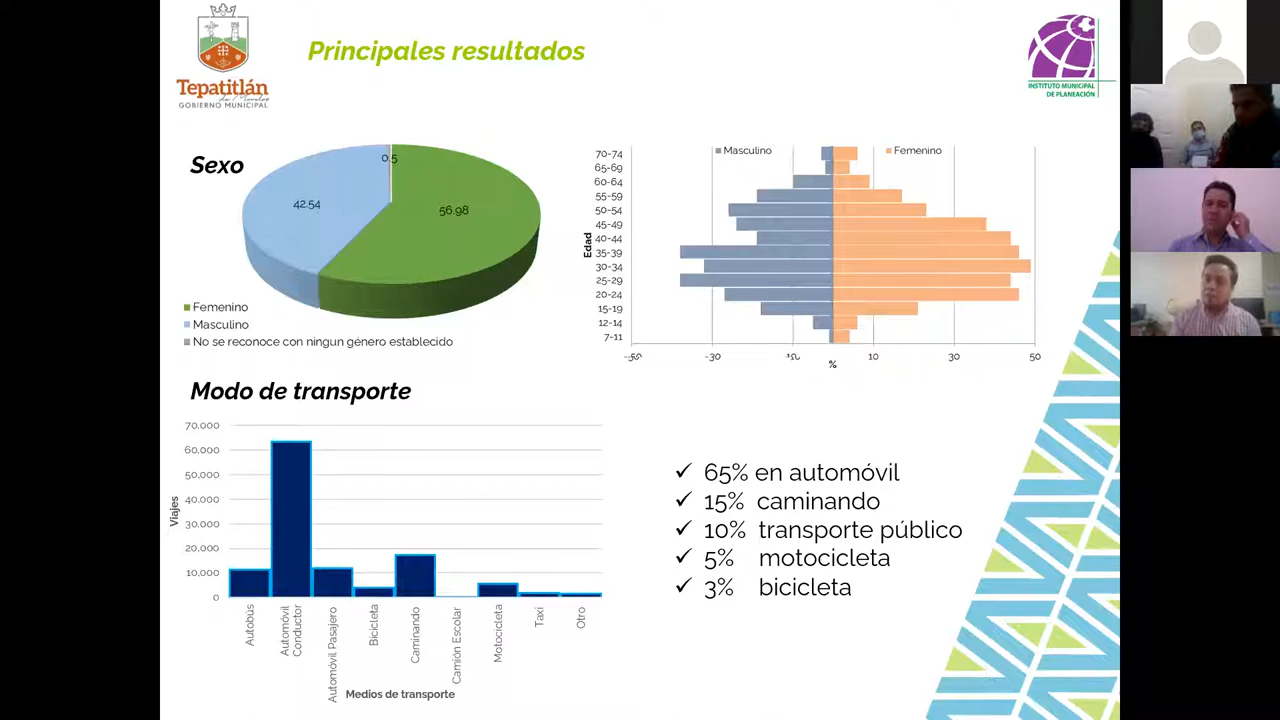 Principales resultados
Tepatitlán
de Morelos
GOBIERNO MUNICIPAL
INSTITUTO MUNICIPAL
DE PLANEACIÓN
Sexo
0.5
42.54
56.98
Femenino
Masculino
No se reconoce con ningun género establecido
Masculino
Femenino
Edad
70-74
65-69
60-64
55-59
50-54
45-49
40-44
35-39
30-34
25-29
20-24
15-19
12-14
7-11
-30
10
30
50
%
Modo de transporte
Viajes
70,000
60,000
50,000
40,000
30,000
20,000
10,000
0
Autobús
Automóvil
Conductor
Automóvil Pasajero
Bicicleta
Caminando
Camión Escolar
Motocicleta
Taxi
Otro
Medios de transporte
✓ 65% en automóvil
✓ 15% caminando
✓ 10% transporte público
✓ 5% motocicleta
✓ 3% bicicleta